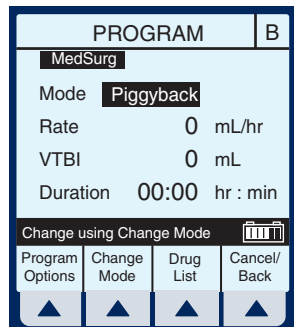 PROGRAM B
MedSurg
Mode Piggyback
Rate 0 mL/hr
VTBI 0 mL
Duration 00:00 hr : min
Change using Change Mode
Program Options Change Mode Drug List Cancel/ Back